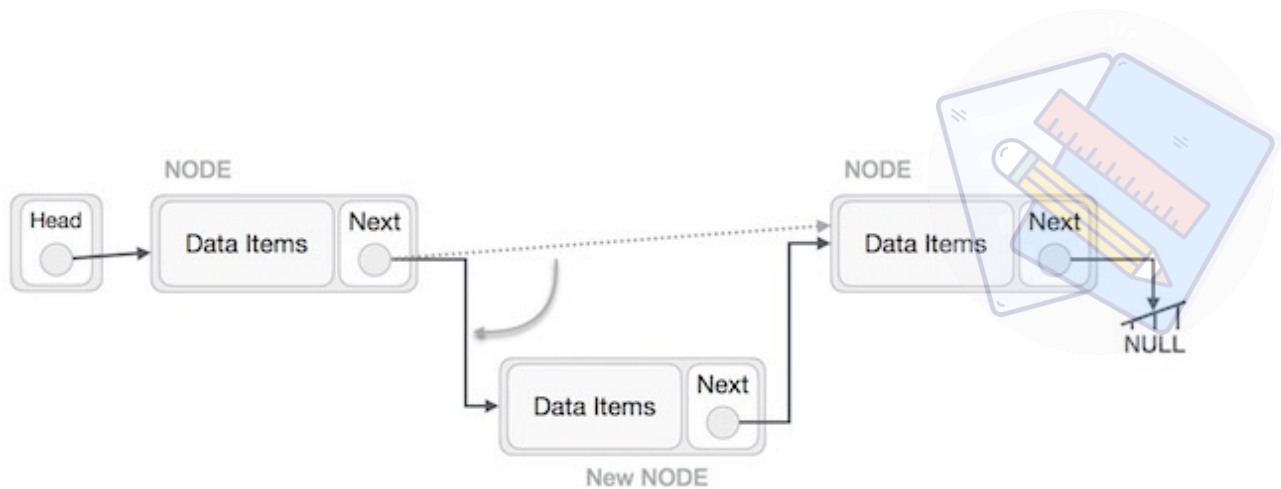 NODE
NODE
Head
Data Items
Next
Data Items
Next
Data Items
Next
NULL
New NODE